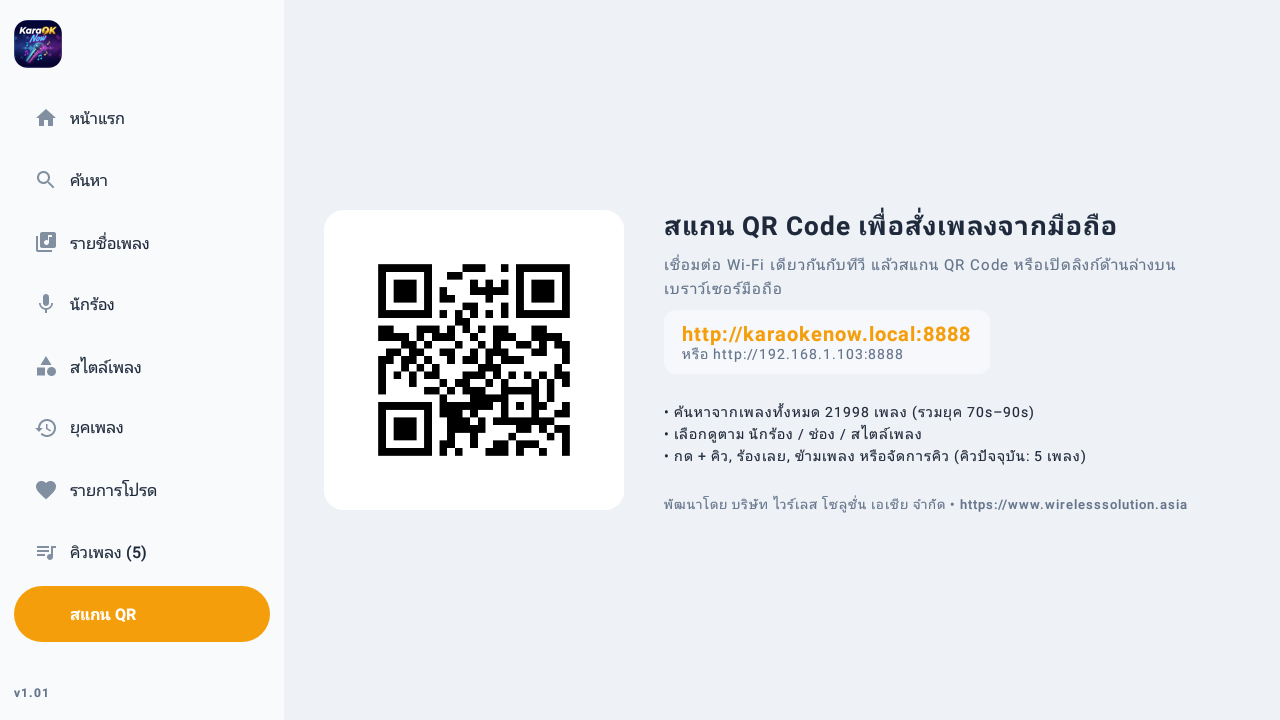 KaraOK
Now
หน้าแรก
ค้นหา
รายชื่อเพลง
นักร้อง
สไตล์เพลง
ยุคเพลง
รายการโปรด
คิวเพลง (5)
สแกน QR
v1.01
สแกน QR Code เพื่อสั่งเพลงจากมือถือ
เชื่อมต่อ Wi-Fi เดียวกันกับทีวี แล้วสแกน QR Code หรือเปิดลิงก์ด้านล่างบน
เบราว์เซอร์มือถือ
http://karaokenow.local:8888
หรือ http://192.168.1.103:8888
• ค้นหาจากเพลงทั้งหมด 21998 เพลง (รวมยุค 70s–90s)
• เลือกดูตาม นักร้อง / ช่อง / สไตล์เพลง
• กด + คิว, ร้องเลย, ข้ามเพลง หรือจัดการคิว (คิวปัจจุบัน: 5 เพลง)
พัฒนาโดย บริษัท ไวร์เลส โซลูชั่น เอเชีย จำกัด • https://www.wirelesssolution.asia